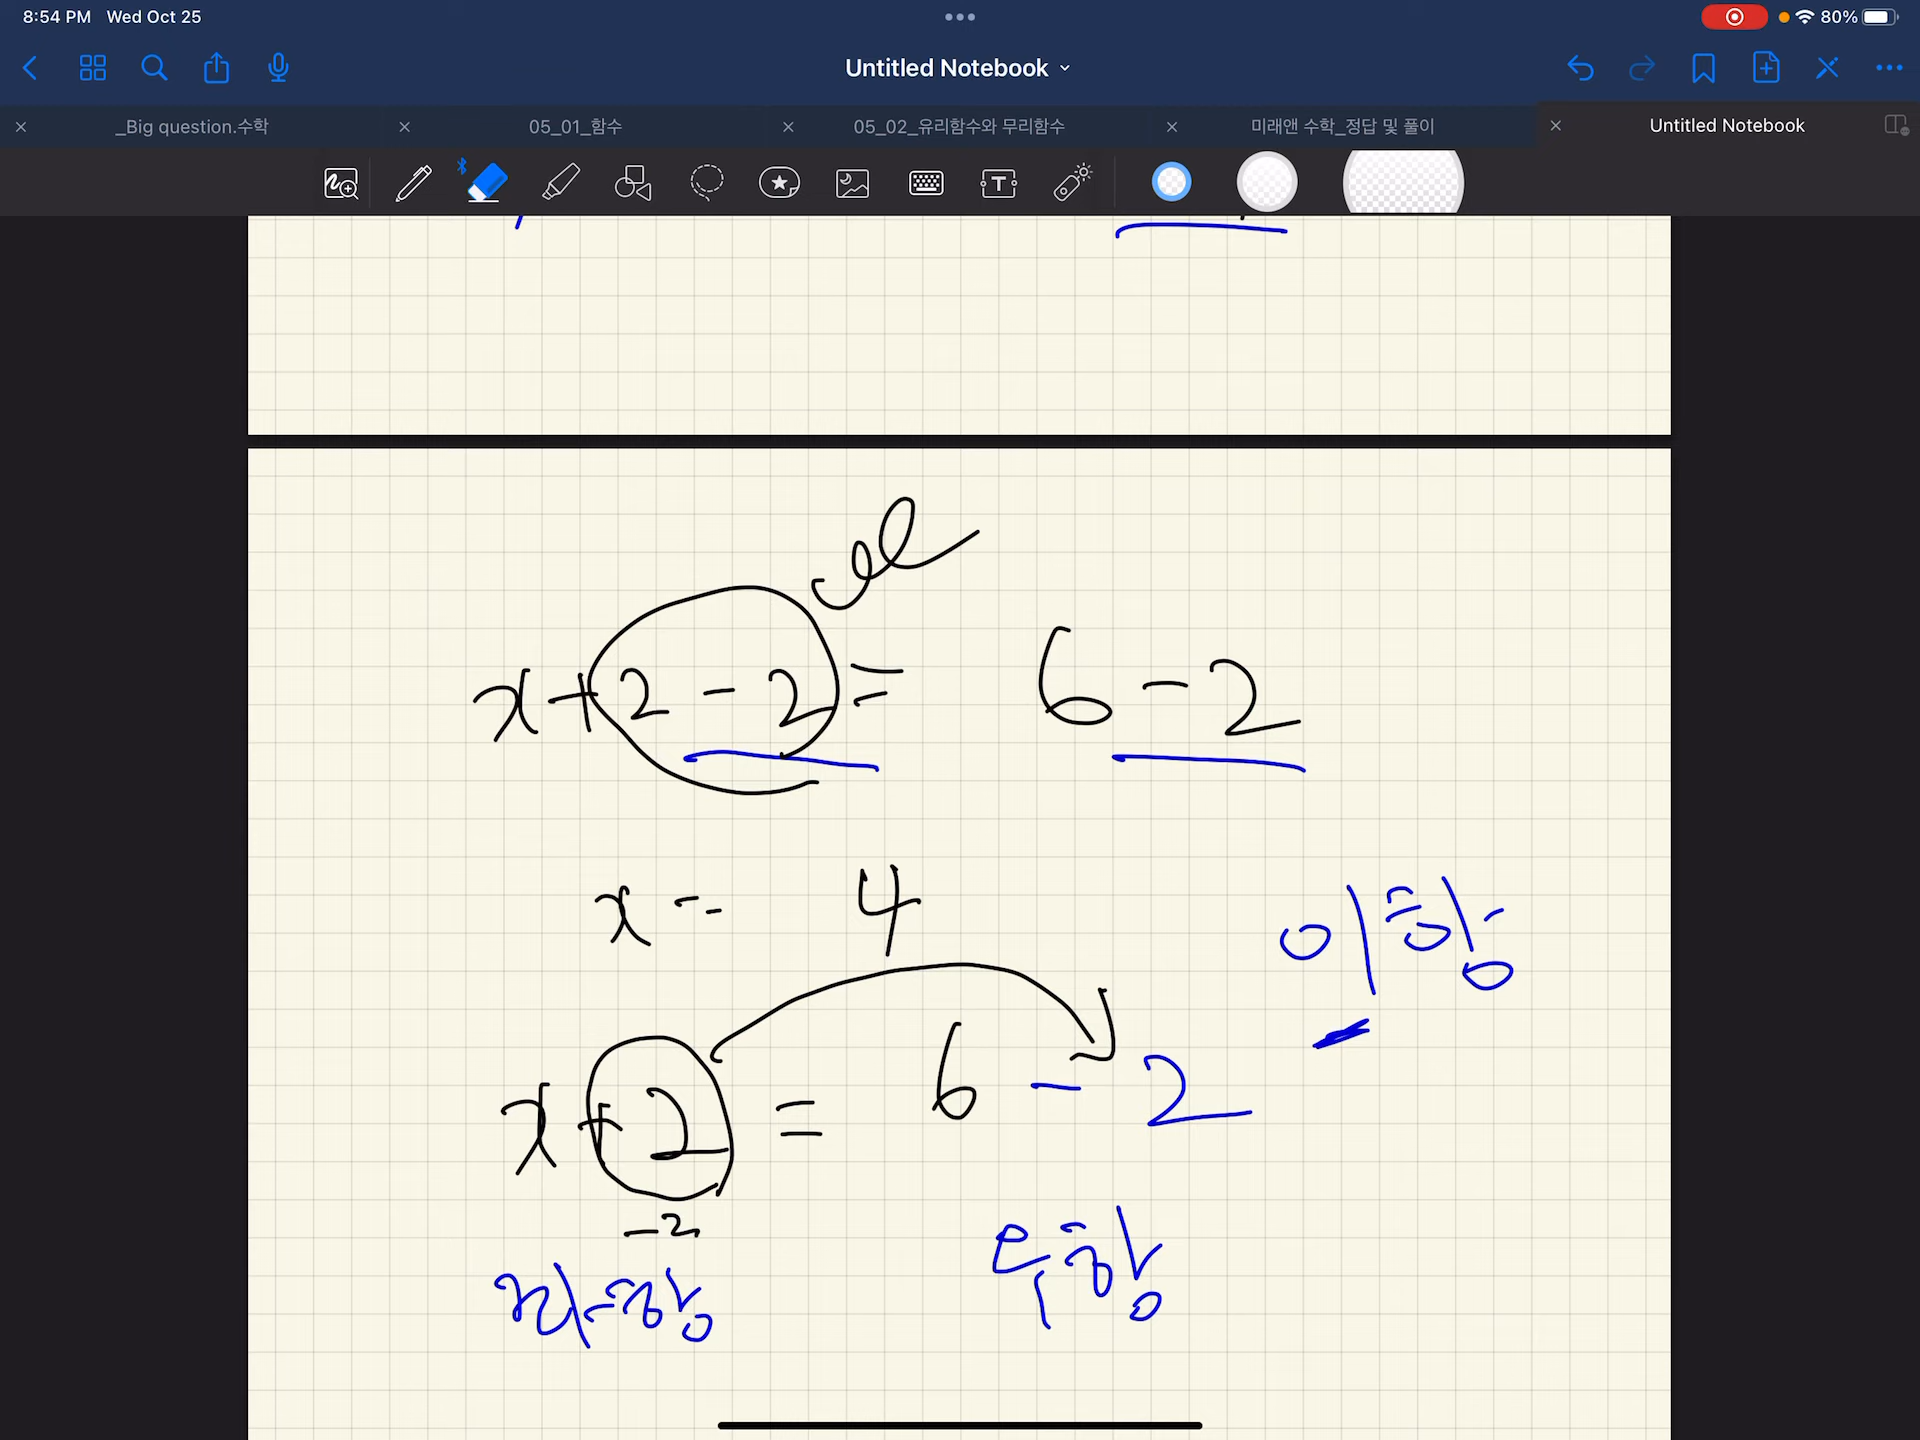 8:54 PM Wed Oct 25
80%
Untitled Notebook
_Big question.수학
05_01_함수
05_02_유리함수와 무리함수
미래앤 수학_정답 및 풀이
Untitled Notebook
x+2-2= 6-2
x = 4
이항
x+2 = 6-2
-2
좌항
우항